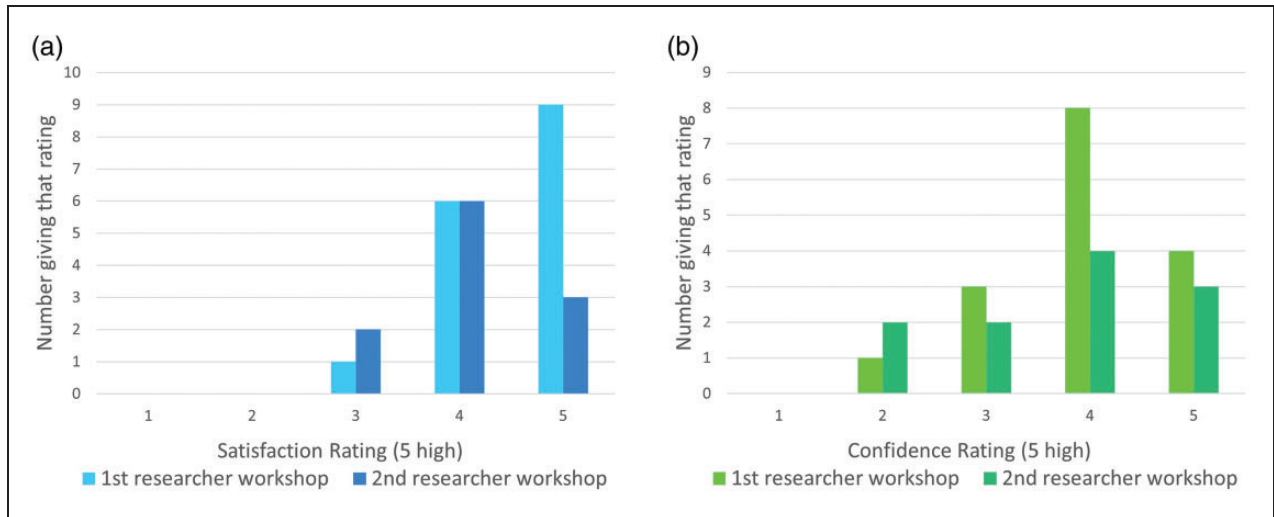 (a)
10
9
8
7
6
5
4
3
2
1
0
Number giving that rating
1 2 3 4 5
Satisfaction Rating (5 high)
1st researcher workshop 2nd researcher workshop
(b)
9
8
7
6
5
4
3
2
1
0
Number giving that rating
1 2 3 4 5
Confidence Rating (5 high)
1st researcher workshop 2nd researcher workshop